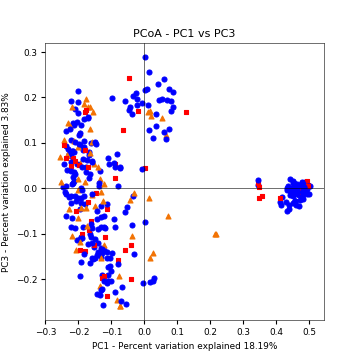 PCoA - PC1 vs PC3
PC3 - Percent variation explained 3.83%
0.3
0.2
0.1
0.0
−0.1
−0.2
−0.3 −0.2 −0.1 0.0 0.1 0.2 0.3 0.4 0.5
PC1 - Percent variation explained 18.19%